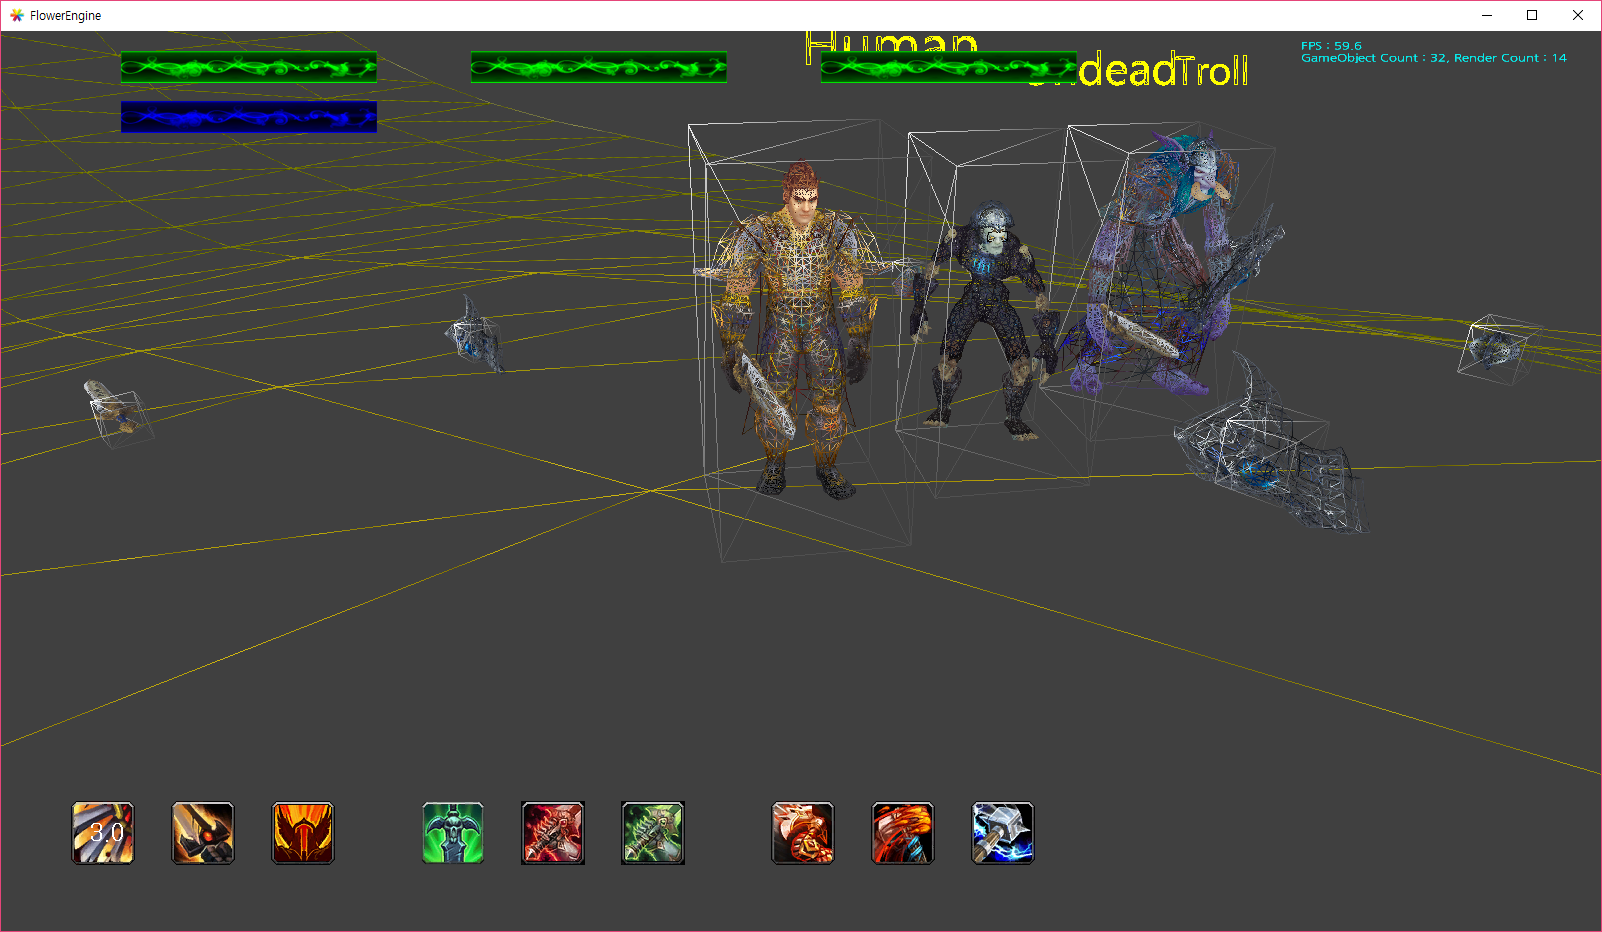 FlowerEngine
Human
FPS : 59.6
GameObject Count : 32, Render Count : 14
deadTroll
3.0